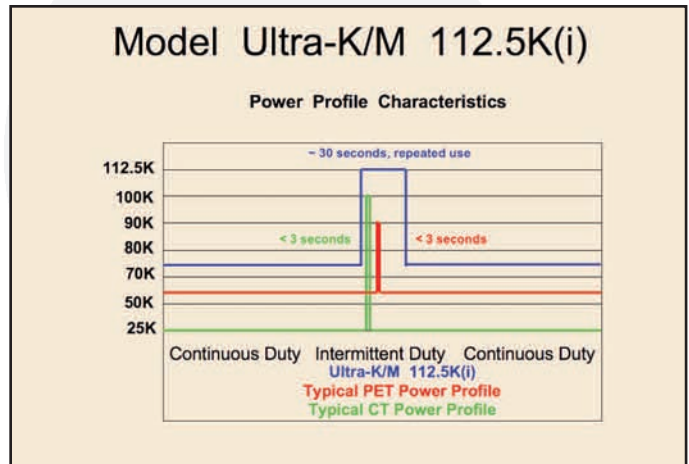 Model Ultra-K/M 112.5K(i)
Power Profile Characteristics
~ 30 seconds, repeated use
112.5K
100K
90K
< 3 seconds
< 3 seconds
80K
70K
50K
25K
Continuous Duty Intermittent Duty Continuous Duty
Ultra-K/M 112.5K(i)
Typical PET Power Profile
Typical CT Power Profile